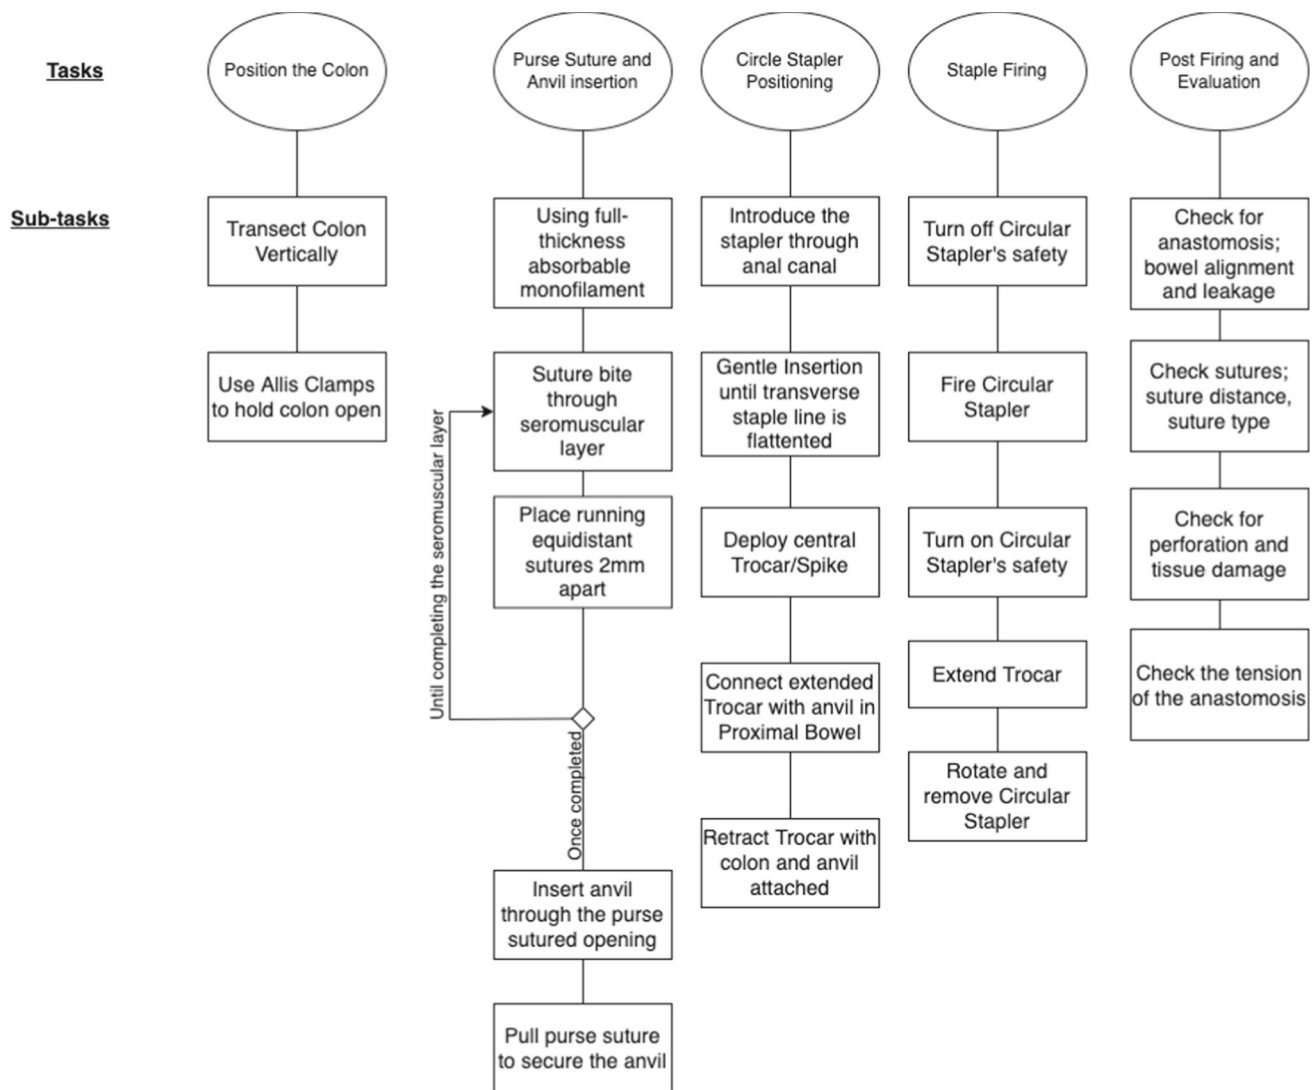 Tasks
Position the Colon
Purse Suture and
Anvil insertion
Circle Stapler
Positioning
Staple Firing
Post Firing and
Evaluation
Sub-tasks
Transect Colon
Vertically
Use Allis Clamps
to hold colon open
Using full-
thickness
absorbable
monofilament
Suture bite
through
seromuscular
layer
Place running
equidistant
sutures 2mm
apart
Until completing the seromuscular layer
Once completed
Insert anvil
through the purse
sutured opening
Pull purse suture
to secure the anvil
Introduce the
stapler through
anal canal
Gentle Insertion
until transverse
staple line is
flattented
Deploy central
Trocar/Spike
Connect extended
Trocar with anvil in
Proximal Bowel
Retract Trocar with
colon and anvil
attached
Turn off Circular
Stapler's safety
Fire Circular
Stapler
Turn on Circular
Stapler's safety
Extend Trocar
Rotate and
remove Circular
Stapler
Check for
anastomosis;
bowel alignment
and leakage
Check sutures;
suture distance,
suture type
Check for
perforation and
tissue damage
Check the tension
of the anastomosis